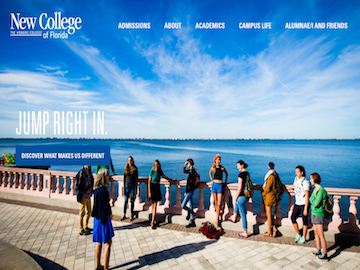 New College
THE HONORS COLLEGE
of Florida
ADMISSIONS ABOUT ACADEMICS CAMPUS LIFE ALUMNAE/I AND FRIENDS
JUMP RIGHT IN.
DISCOVER WHAT MAKES US DIFFERENT